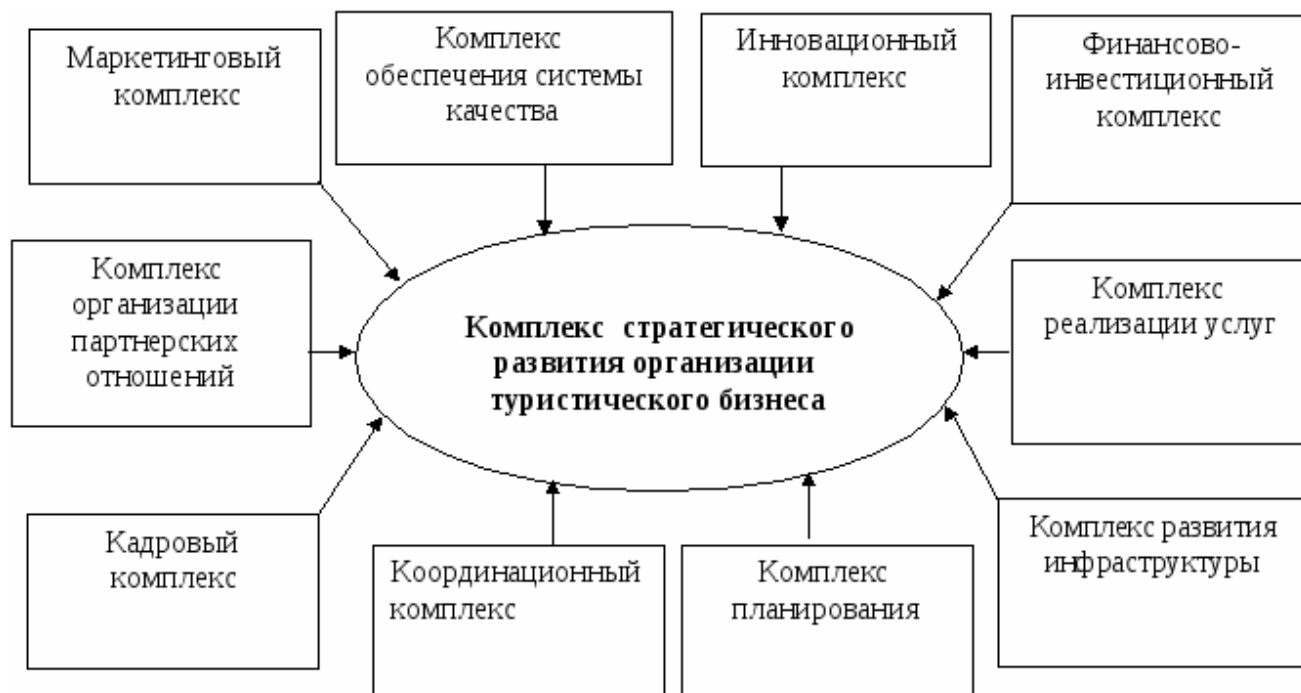 Маркетинговый
комплекс
Комплекс
обеспечения системы
качества
Инновационный
комплекс
Финансово-
инвестиционный
комплекс
Комплекс
организации
партнерских
отношений
Комплекс стратегического
развития организации
туристического бизнеса
Комплекс
реализации услуг
Кадровый
комплекс
Координационный
комплекс
Комплекс
планирования
Комплекс развития
инфраструктуры